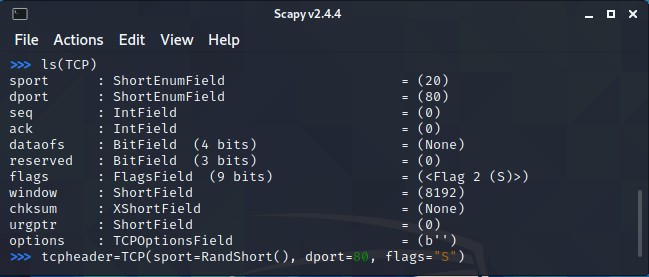 Scapy v2.4.4
File Actions Edit View Help
>>> ls(TCP)
sport      : ShortEnumField                      = (20)
dport      : ShortEnumField                      = (80)
seq        : IntField                            = (0)
ack        : IntField                            = (0)
dataofs    : BitField  (4 bits)                  = (None)
reserved   : BitField  (3 bits)                  = (0)
flags      : FlagsField  (9 bits)                = (<Flag 2 (S)>)
window     : ShortField                          = (8192)
chksum     : XShortField                         = (None)
urgptr     : ShortField                          = (0)
options    : TCPOptionsField                     = (b'')
>>> tcpheader=TCP(sport=RandShort(), dport=80, flags="S")